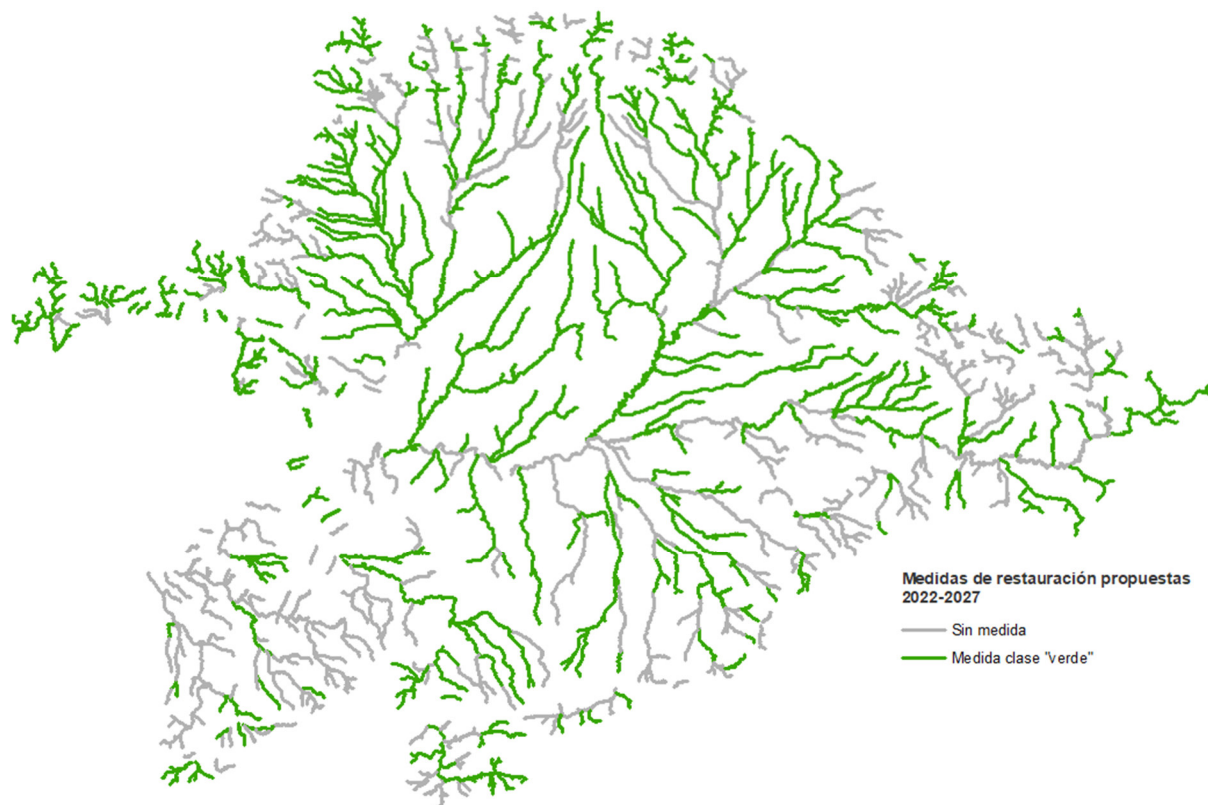 Medidas de restauración propuestas
2022-2027
Sin medida
Medida clase "verde"